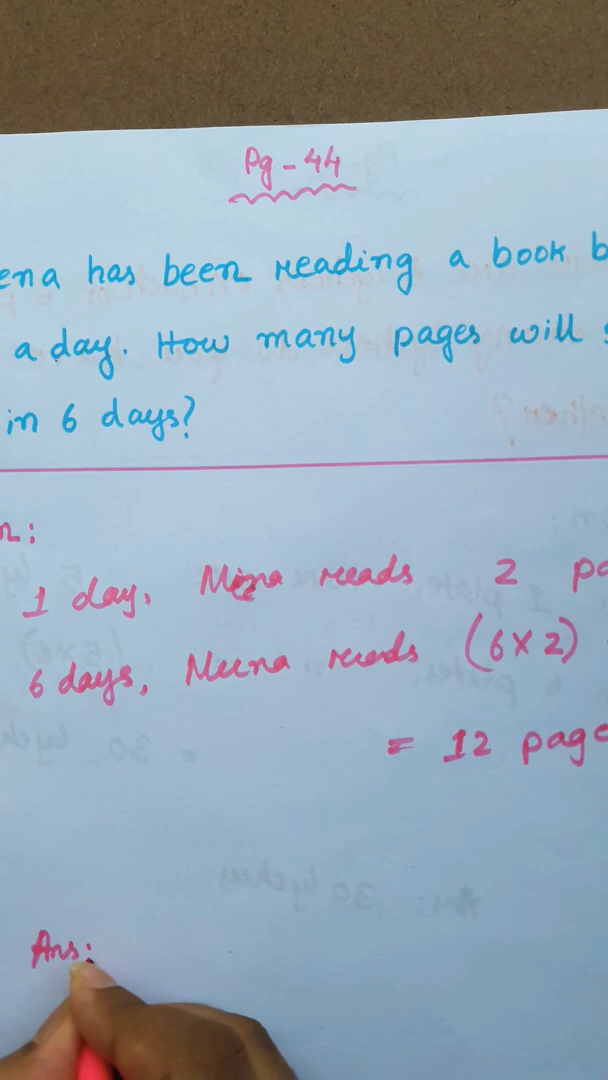 Pg - 44
ena has been reading a book b
a day. How many pages will s
in 6 days?
n:
1 day, Mina reads 2 pa
6 days, Meena reads (6 x 2)
= 12 page
Ans: